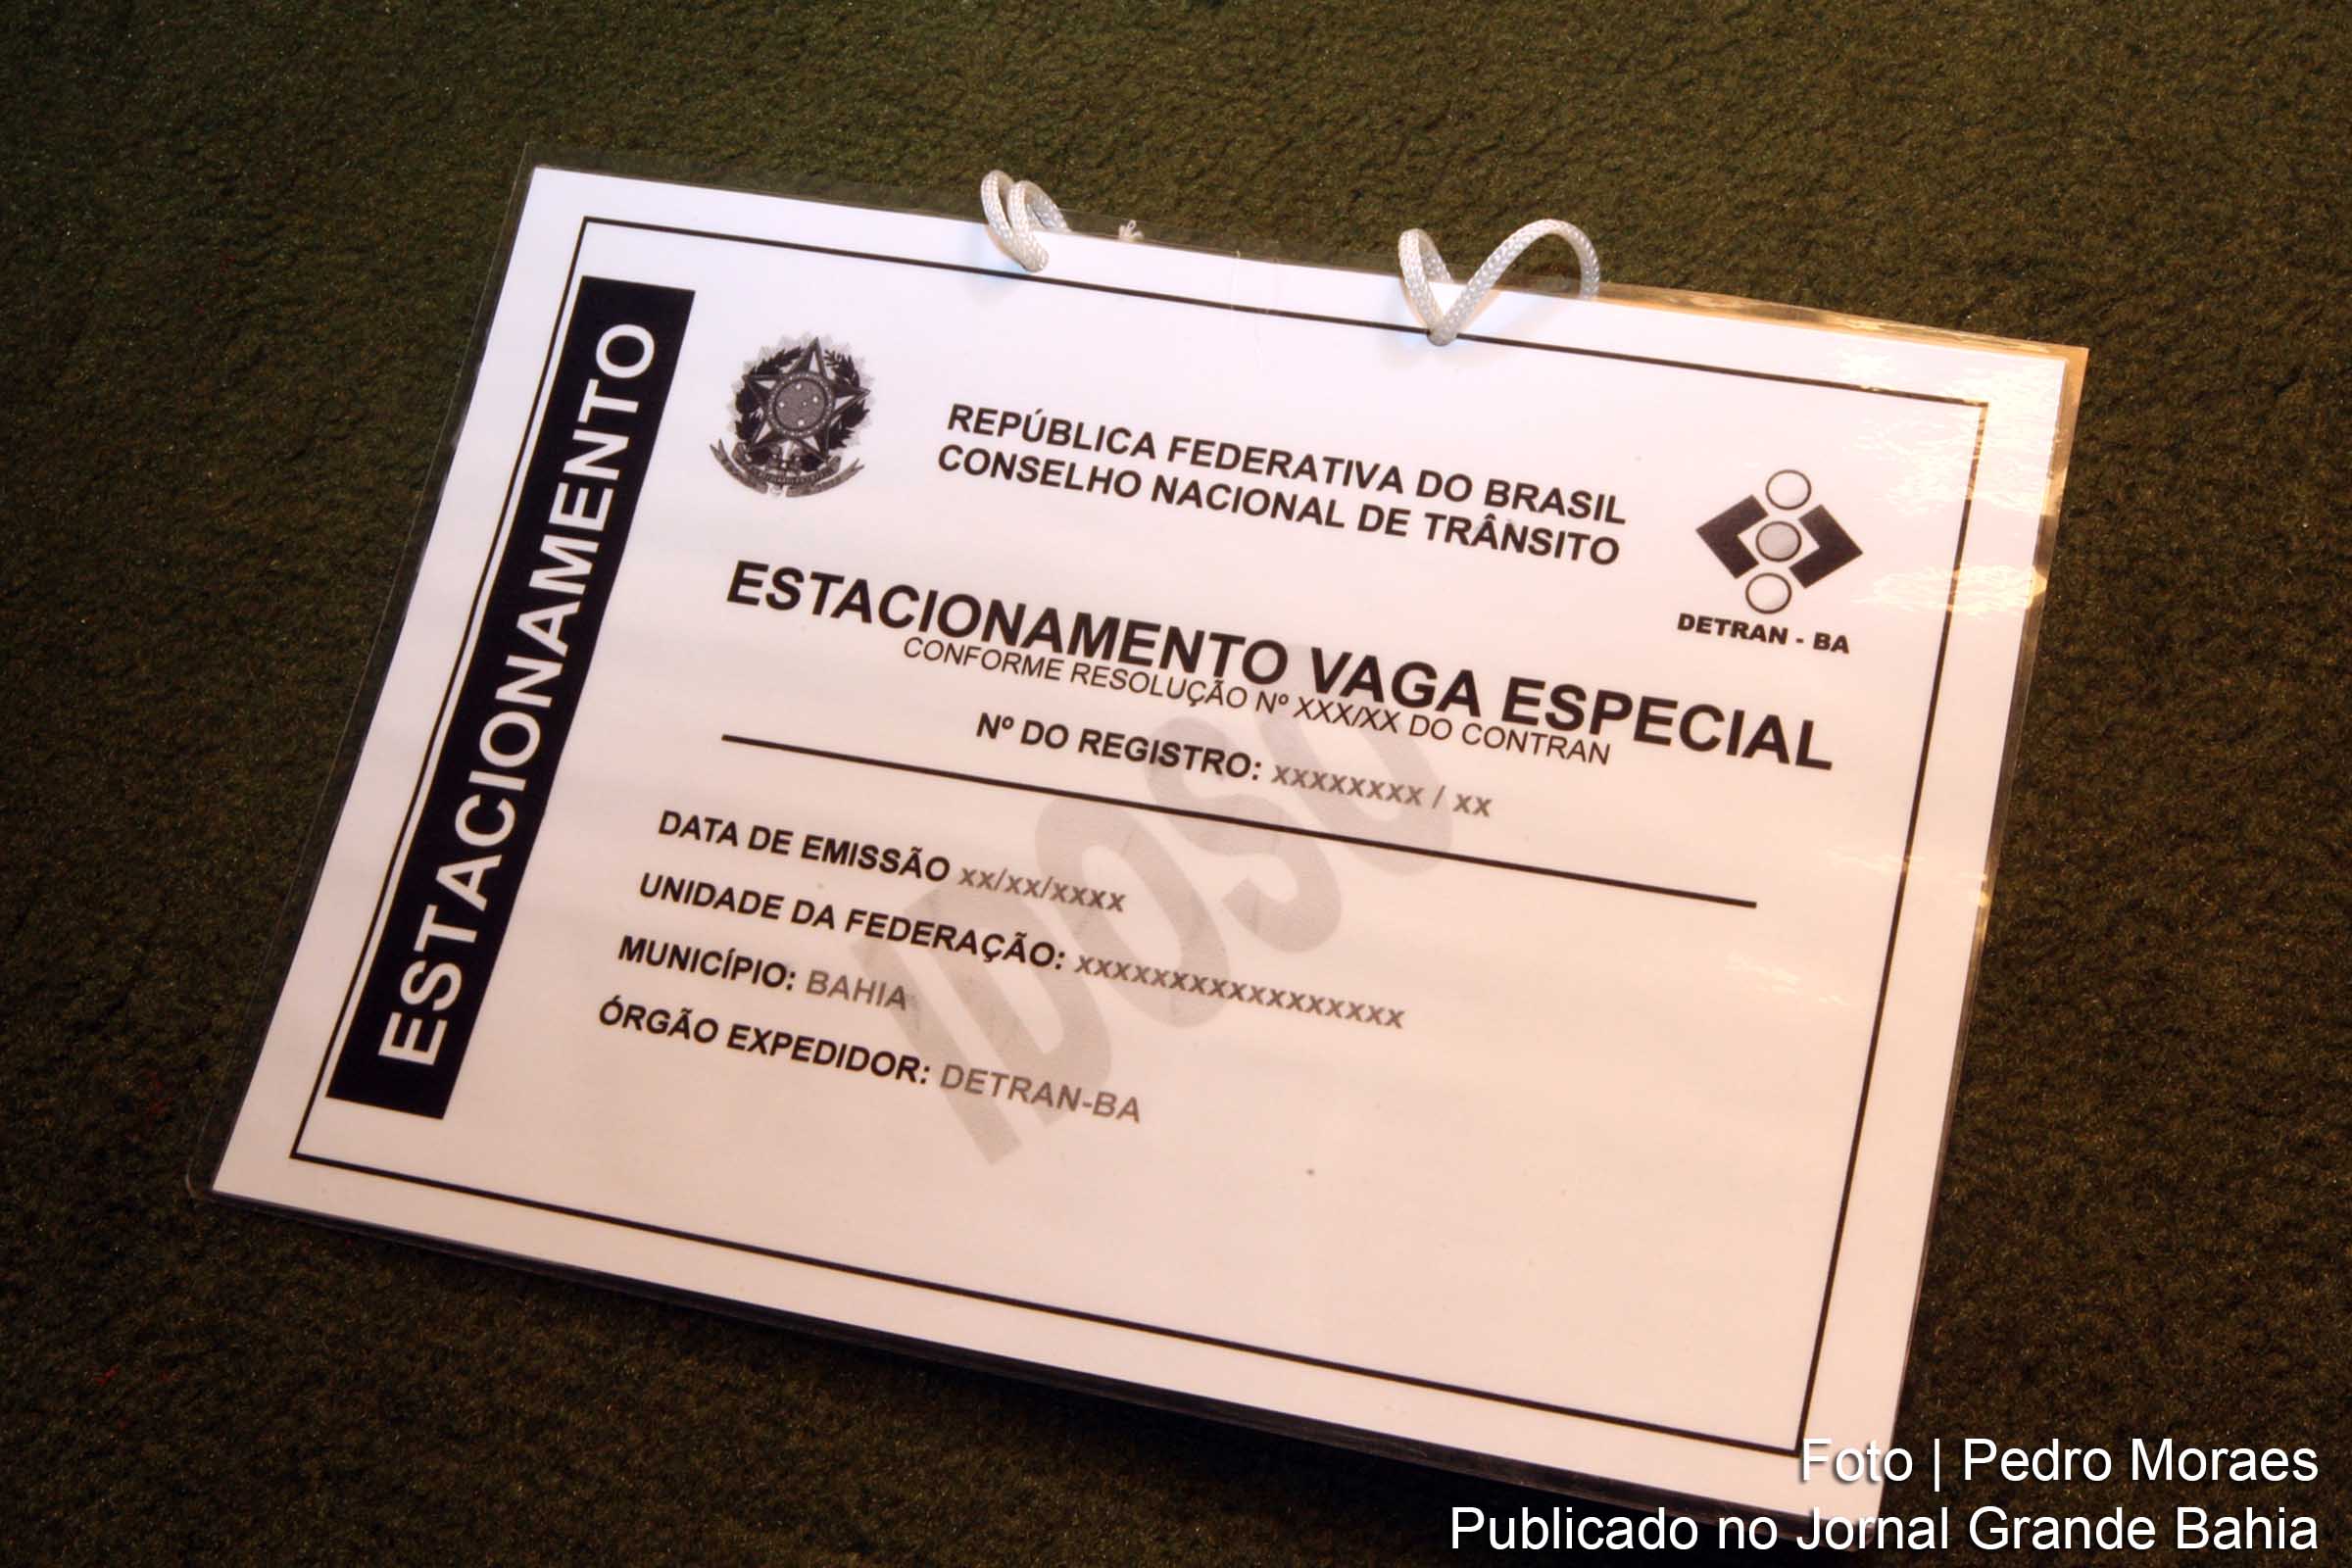 ESTACIONAMENTO
REPÚBLICA FEDERATIVA DO BRASIL
CONSELHO NACIONAL DE TRÂNSITO
DETRAN - BA
ESTACIONAMENTO VAGA ESPECIAL
CONFORME RESOLUÇÃO Nº XXX/XX DO CONTRAN
Nº DO REGISTRO: xxxxxxxx / xx
IDOSO
DATA DE EMISSÃO xx/xx/xxxx
UNIDADE DA FEDERAÇÃO: xxxxxxxxxxxxxxxxx
MUNICÍPIO: BAHIA
ÓRGÃO EXPEDIDOR: DETRAN-BA
Foto | Pedro Moraes
Publicado no Jornal Grande Bahia